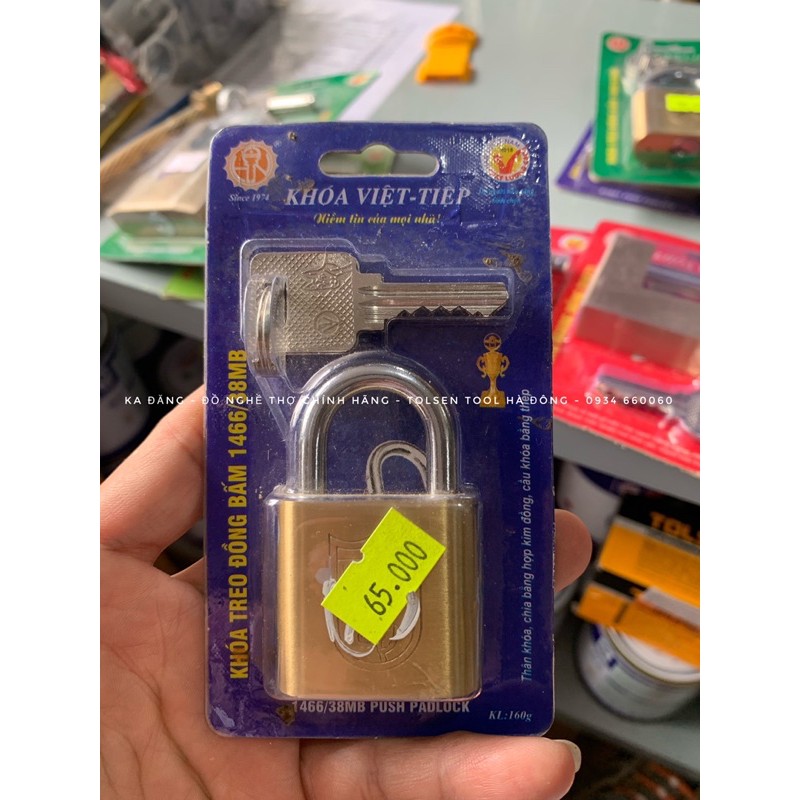 Since 1974
KHÓA VIỆT-TIỆP
Niềm tin của mọi nhà!
KHÓA TREO ĐỒNG BẤM 1466/38MB
KA ĐĂNG - ĐỒ NGHỀ THỢ CHÍNH HÃNG - TOLSEN TOOL HÀ ĐÔNG - 0934 660060
Thân khóa, chìa bằng hợp kim đồng, cầu khóa bằng thép
65.000
1466/38MB PUSH PADLOCK
KL:160g